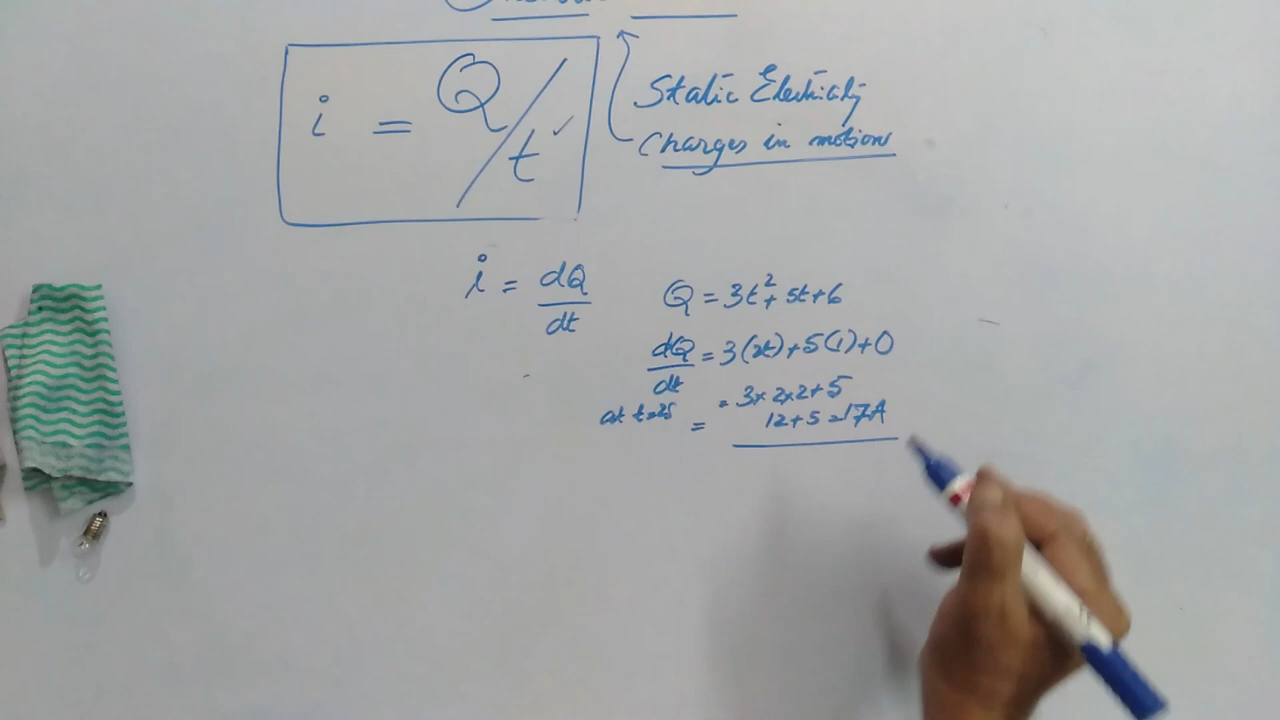 i = Q/t ✓
Static Electricity
Charges in motion
i = dQ/dt
Q = 3t² + 5t + 6
dQ/dt = 3(2t) + 5(1) + 0
= 3×2×2+5
at t=2s = 12+5=17A